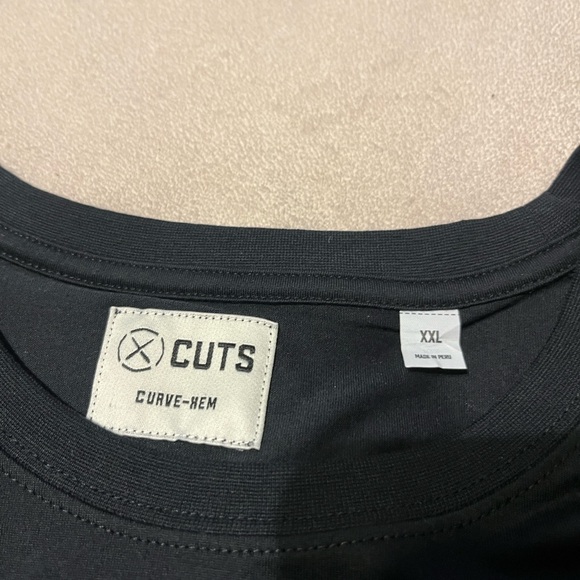 CUTS
CURVE-HEM
XXL
MADE IN PERU